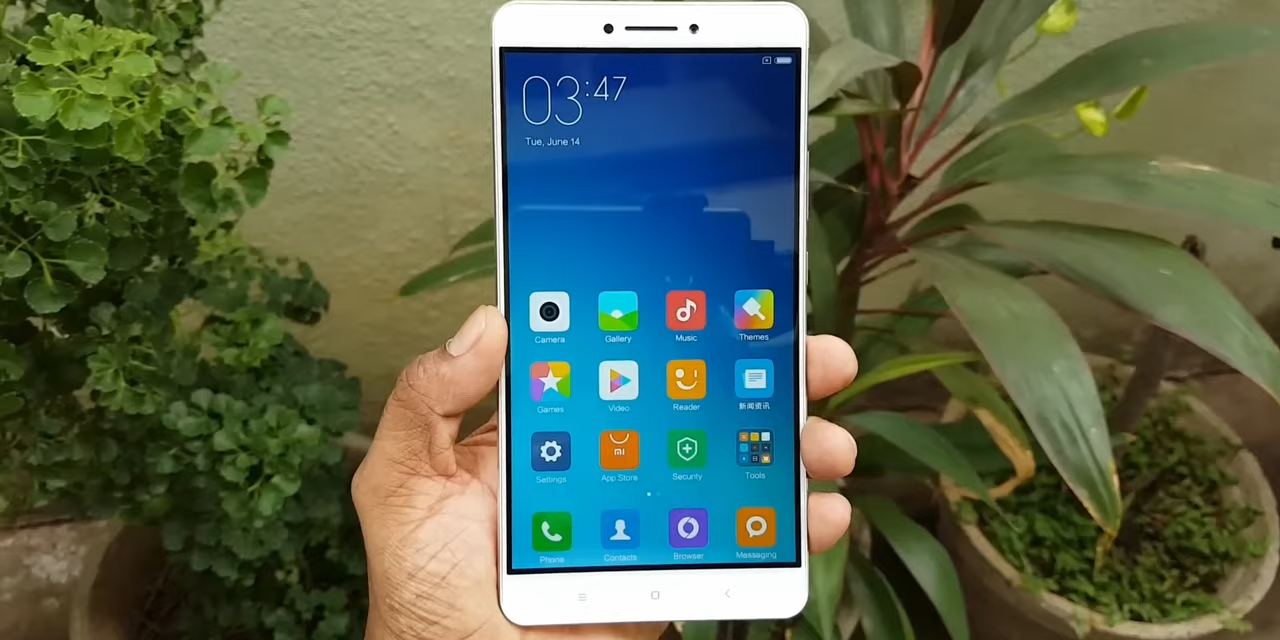 03:47
Tue, June 14
Camera Gallery Music Themes
Games Video Reader 新闻资讯
mi
Settings App Store Security Tools
Phone Contacts Browser Messaging